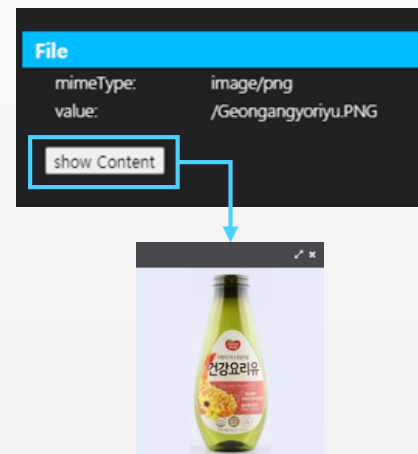 File
mimeType: image/png
value: /Geongangyoriyu.PNG
show Content
건강요리유